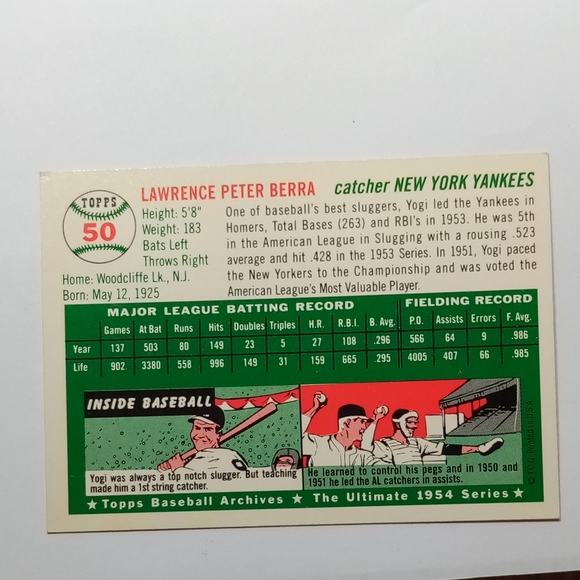 TOPPS
50
LAWRENCE PETER BERRA catcher NEW YORK YANKEES
Height: 5'8"
Weight: 183
Bats Left
Throws Right
Home: Woodcliffe Lk., N.J.
Born: May 12, 1925
One of baseball's best sluggers, Yogi led the Yankees in
Homers, Total Bases (263) and RBI's in 1953. He was 5th
in the American League in Slugging with a rousing .523
average and hit .428 in the 1953 Series. In 1951, Yogi paced
the New Yorkers to the Championship and was voted the
American League's Most Valuable Player.
MAJOR LEAGUE BATTING RECORD FIELDING RECORD
Games At Bat Runs Hits Doubles Triples H.R. R.B.I. B. Avg. P.O. Assists Errors F. Avg.
Year 137 503 80 149 23 5 27 108 .296 566 64 9 .986
Life 902 3380 558 996 149 31 159 665 .295 4005 407 66 .985
INSIDE BASEBALL
Yogi was always a top notch slugger. But teaching
made him a 1st string catcher.
He learned to control his pegs and in 1950 and
1951 he led the AL catchers in assists.
★ Topps Baseball Archives ★ The Ultimate 1954 Series ★